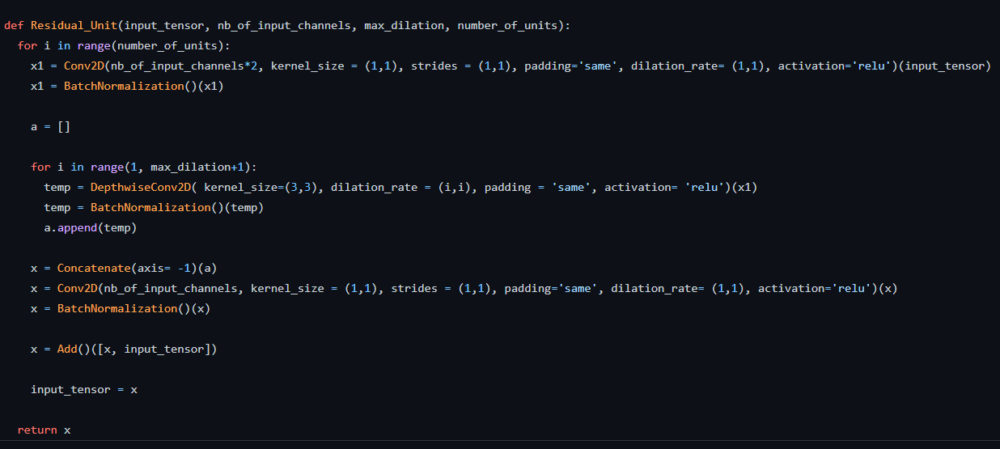 def Residual_Unit(input_tensor, nb_of_input_channels, max_dilation, number_of_units):
  for i in range(number_of_units):
    x1 = Conv2D(nb_of_input_channels*2, kernel_size = (1,1), strides = (1,1), padding='same', dilation_rate= (1,1), activation='relu')(input_tensor)
    x1 = BatchNormalization()(x1)

    a = []

    for i in range(1, max_dilation+1):
      temp = DepthwiseConv2D( kernel_size=(3,3), dilation_rate = (i,i), padding = 'same', activation= 'relu')(x1)
      temp = BatchNormalization()(temp)
      a.append(temp)

    x = Concatenate(axis= -1)(a)
    x = Conv2D(nb_of_input_channels, kernel_size = (1,1), strides = (1,1), padding='same', dilation_rate= (1,1), activation='relu')(x)
    x = BatchNormalization()(x)

    x = Add()([x, input_tensor])

    input_tensor = x

  return x